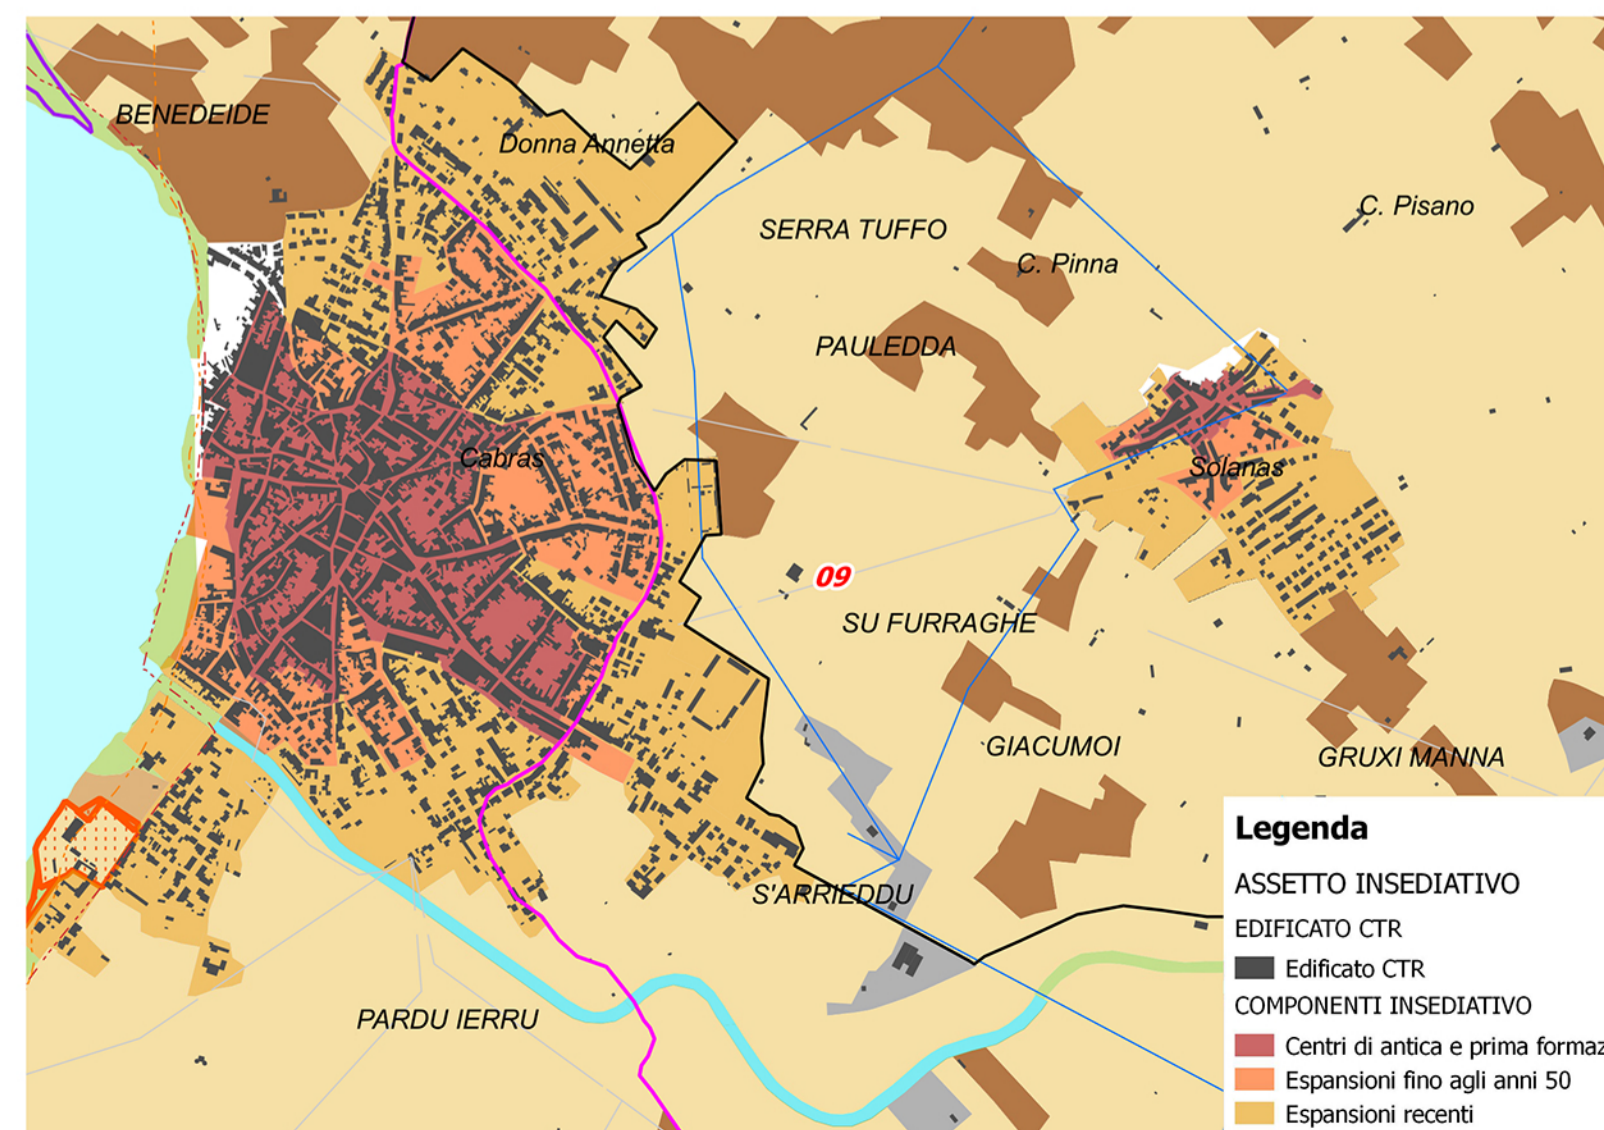 BENEDEIDE
Donna Annetta
C. Pisano
SERRA TUFFO
C. Pinna
PAULEDDA
Cabras
Solanas
09
SU FURRAGHE
GIACUMOI
GRUXI MANNA
S'ARRIEDDU
PARDU IERRU
Legenda
ASSETTO INSEDIATIVO
EDIFICATO CTR
Edificato CTR
COMPONENTI INSEDIATIVO
Centri di antica e prima formaz
Espansioni fino agli anni 50
Espansioni recenti